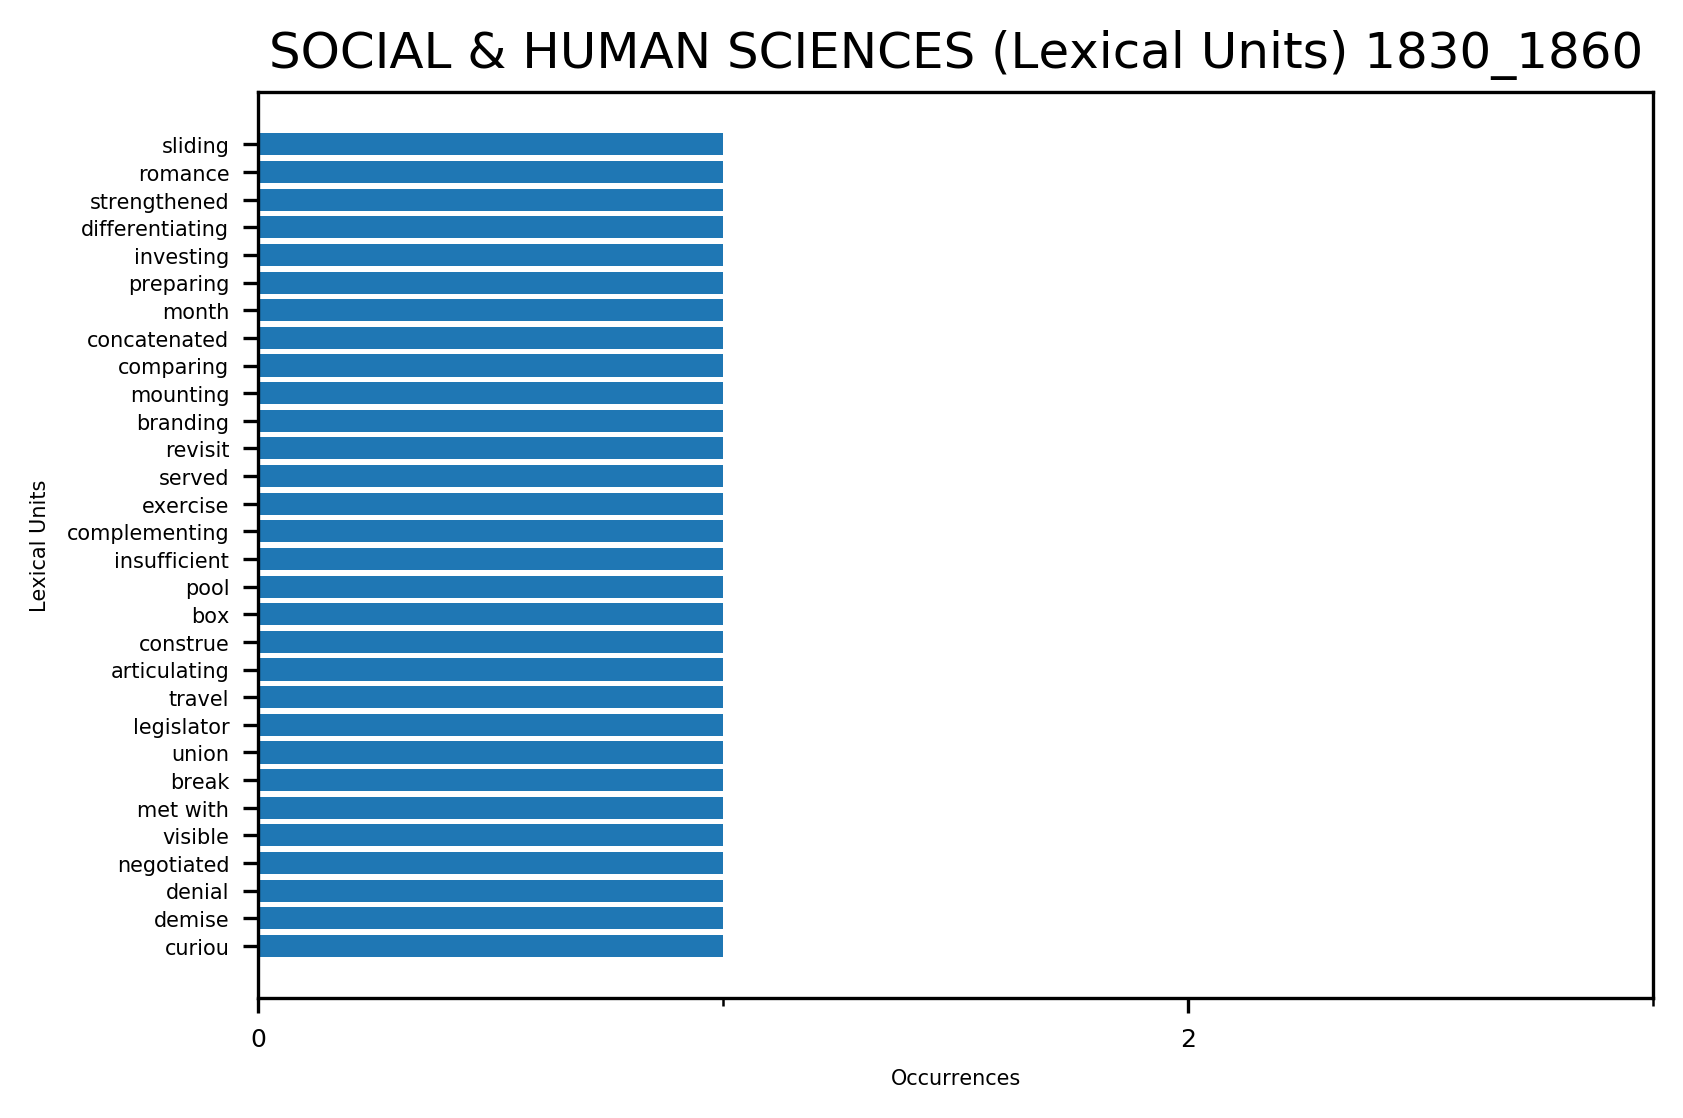 SOCIAL & HUMAN SCIENCES (Lexical Units) 1830_1860
Lexical Units
sliding
romance
strengthened
differentiating
investing
preparing
month
concatenated
comparing
mounting
branding
revisit
served
exercise
complementing
insufficient
pool
box
construe
articulating
travel
legislator
union
break
met with
visible
negotiated
denial
demise
curiou
0 2
Occurrences